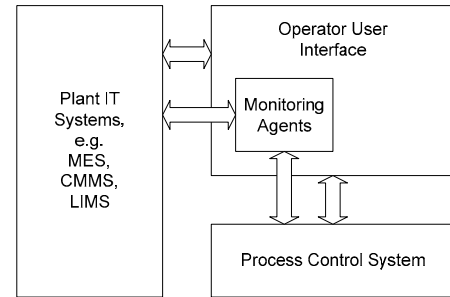 Plant IT
Systems,
e.g.
MES,
CMMS,
LIMS
Operator User
Interface
Monitoring
Agents
Process Control System